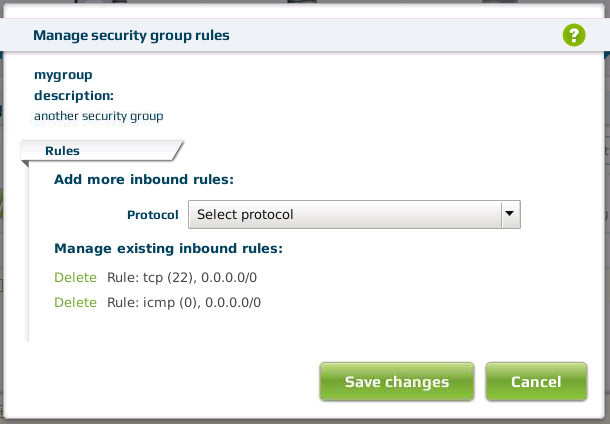 Manage security group rules
?
mygroup
description:
another security group
Rules
Add more inbound rules:
Protocol Select protocol
Manage existing inbound rules:
Delete Rule: tcp (22), 0.0.0.0/0
Delete Rule: icmp (0), 0.0.0.0/0
Save changes Cancel